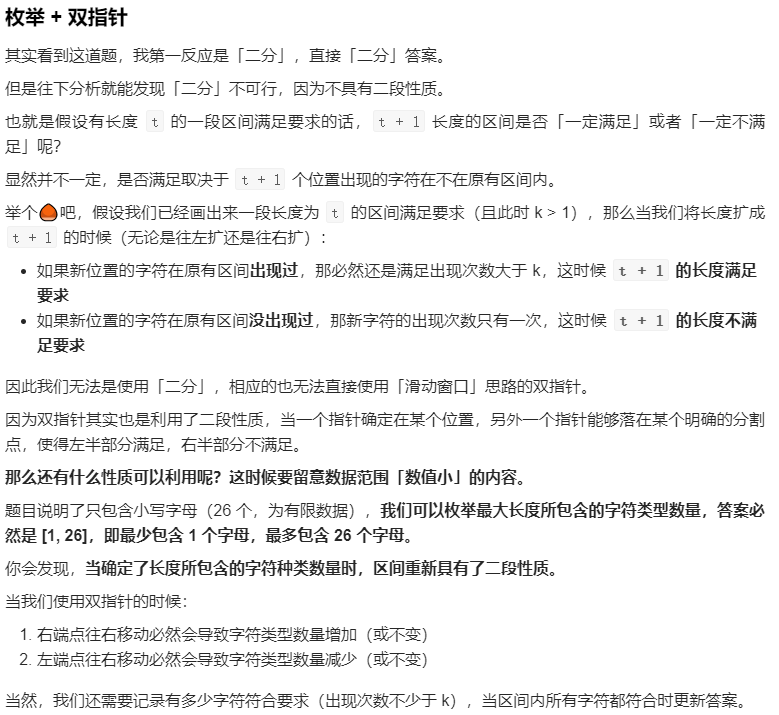 枚举 + 双指针
其实看到这道题，我第一反应是「二分」，直接「二分」答案。
但是往下分析就能发现「二分」不可行，因为不具有二段性质。
也就是假设有长度 t 的一段区间满足要求的话，t + 1 长度的区间是否「一定满足」或者「一定不满
足」呢？
显然并不一定，是否满足取决于 t + 1 个位置出现的字符在不在原有区间内。
举个🌰吧，假设我们已经画出来一段长度为 t 的区间满足要求（且此时 k > 1），那么当我们将长度扩成
t + 1 的时候（无论是往左扩还是往右扩）：
• 如果新位置的字符在原有区间出现过，那必然还是满足出现次数大于 k，这时候 t + 1 的长度满足
要求
• 如果新位置的字符在原有区间没出现过，那新字符的出现次数只有一次，这时候 t + 1 的长度不满
足要求
因此我们无法是使用「二分」，相应的也无法直接使用「滑动窗口」思路的双指针。
因为双指针其实也是利用了二段性质，当一个指针确定在某个位置，另外一个指针能够落在某个明确的分割
点，使得左半部分满足，右半部分不满足。
那么还有什么性质可以利用呢？这时候要留意数据范围「数值小」的内容。
题目说明了只包含小写字母（26 个，为有限数据），我们可以枚举最大长度所包含的字符类型数量，答案必
然是 [1, 26]，即最少包含 1 个字母，最多包含 26 个字母。
你会发现，当确定了长度所包含的字符种类数量时，区间重新具有了二段性质。
当我们使用双指针的时候：
1. 右端点往右移动必然会导致字符类型数量增加（或不变）
2. 左端点往右移动必然会导致字符类型数量减少（或不变）
当然，我们还需要记录有多少字符符合要求（出现次数不少于 k），当区间内所有字符都符合时更新答案。